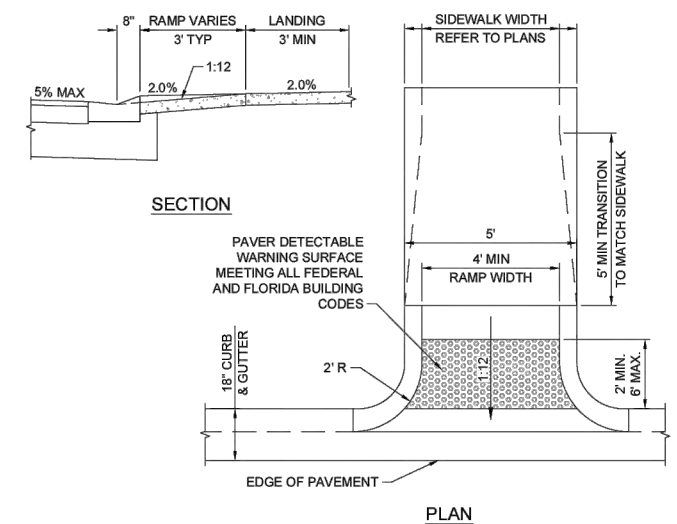 8"
RAMP VARIES
3' TYP
LANDING
3' MIN
1:12
5% MAX
2.0%
2.0%
SECTION
SIDEWALK WIDTH
REFER TO PLANS
5' MIN TRANSITION
TO MATCH SIDEWALK
5'
4' MIN
RAMP WIDTH
PAVER DETECTABLE
WARNING SURFACE
MEETING ALL FEDERAL
AND FLORIDA BUILDING
CODES
18" CURB
& GUTTER
2' R
1:12
2' MIN.
6' MAX.
EDGE OF PAVEMENT
PLAN